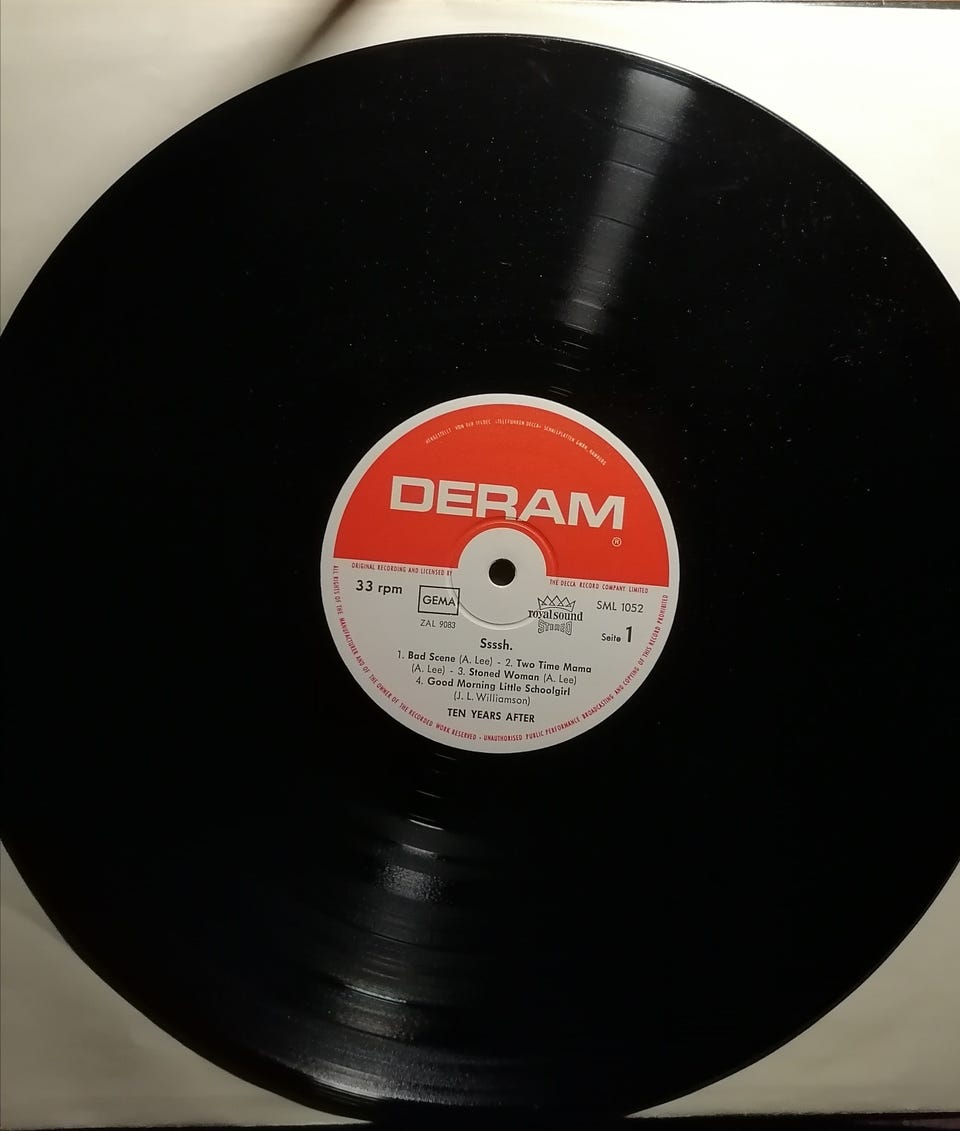 HERGESTELLT VON DER TELDEC »TELEFUNKEN DECCA« SCHALLPLATTEN GMBH, HAMBURG
DERAM
®
ORIGINAL RECORDING AND LICENSED BY THE DECCA RECORD COMPANY LIMITED
33 rpm
GEMA
ZAL 9083
royal sound
STEREO
SML 1052
Seite 1
Ssssh.
1. Bad Scene (A. Lee) - 2. Two Time Mama
(A. Lee) - 3. Stoned Woman (A. Lee)
4. Good Morning Little Schoolgirl
(J. L. Williamson)
TEN YEARS AFTER
ALL RIGHTS OF THE MANUFACTURER AND OF THE OWNER OF THE RECORDED WORK RESERVED - UNAUTHORISED PUBLIC PERFORMANCE BROADCASTING AND COPYING OF THIS RECORD PROHIBITED